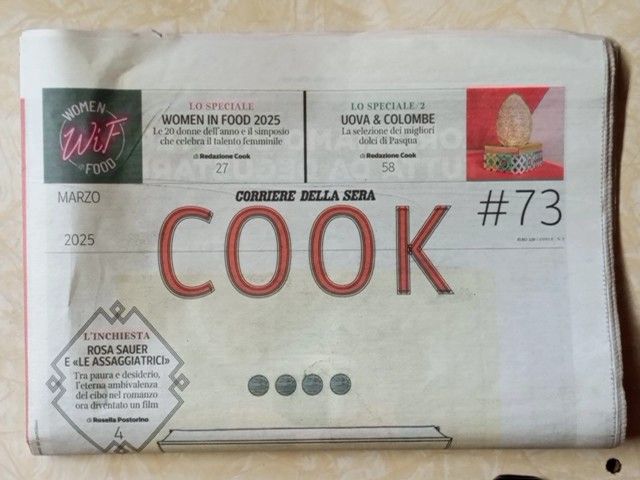 WOMEN
WiF
in FOOD
LO SPECIALE
WOMEN IN FOOD 2025
Le 20 donne dell'anno e il simposio
che celebra il talento femminile
di Redazione Cook
27
LO SPECIALE/2
UOVA & COLOMBE
La selezione dei migliori
dolci di Pasqua
di Redazione Cook
58
MARZO
2025
CORRIERE DELLA SERA
COOK
#73
L'INCHIESTA
ROSA SAUER
E «LE ASSAGGIATRICI»
Tra paura e desiderio,
l'eterna ambivalenza
del cibo nel romanzo
ora diventato un film
di Rosella Postorino
4